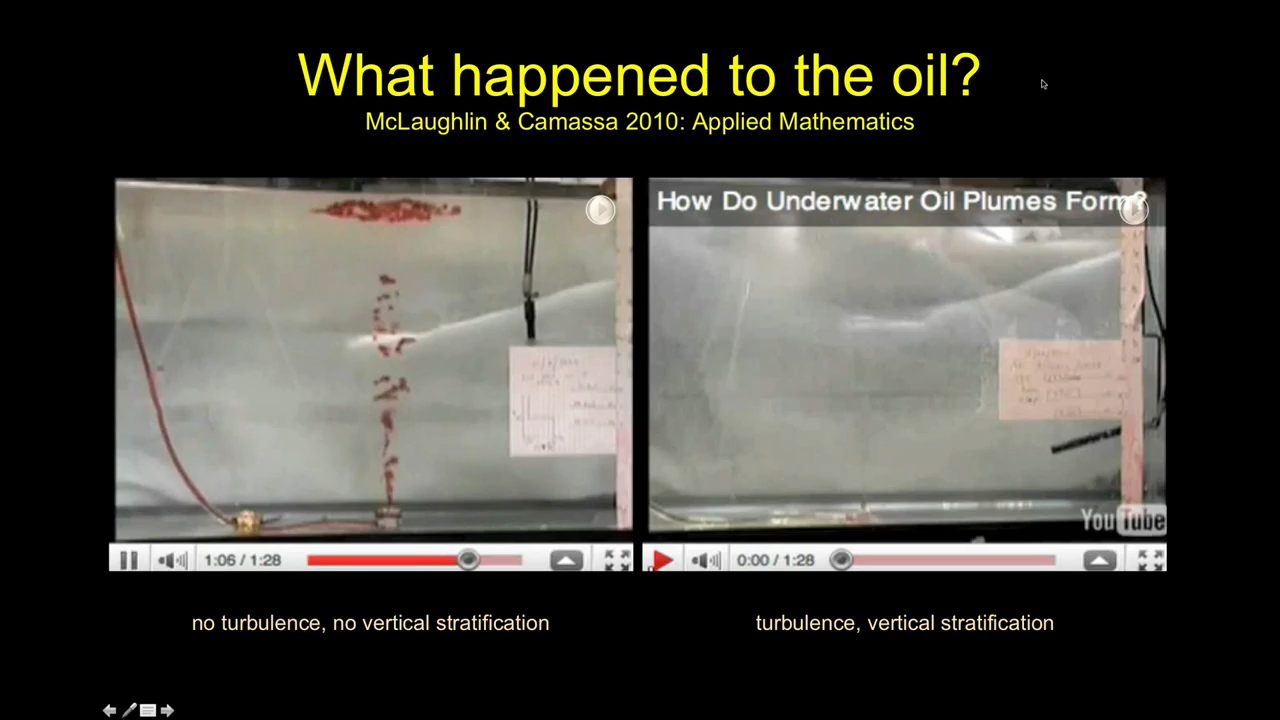 What happened to the oil?
McLaughlin & Camassa 2010: Applied Mathematics
How Do Underwater Oil Plumes Form?
YouTube
1:06 / 1:28
0:00 / 1:28
no turbulence, no vertical stratification
turbulence, vertical stratification